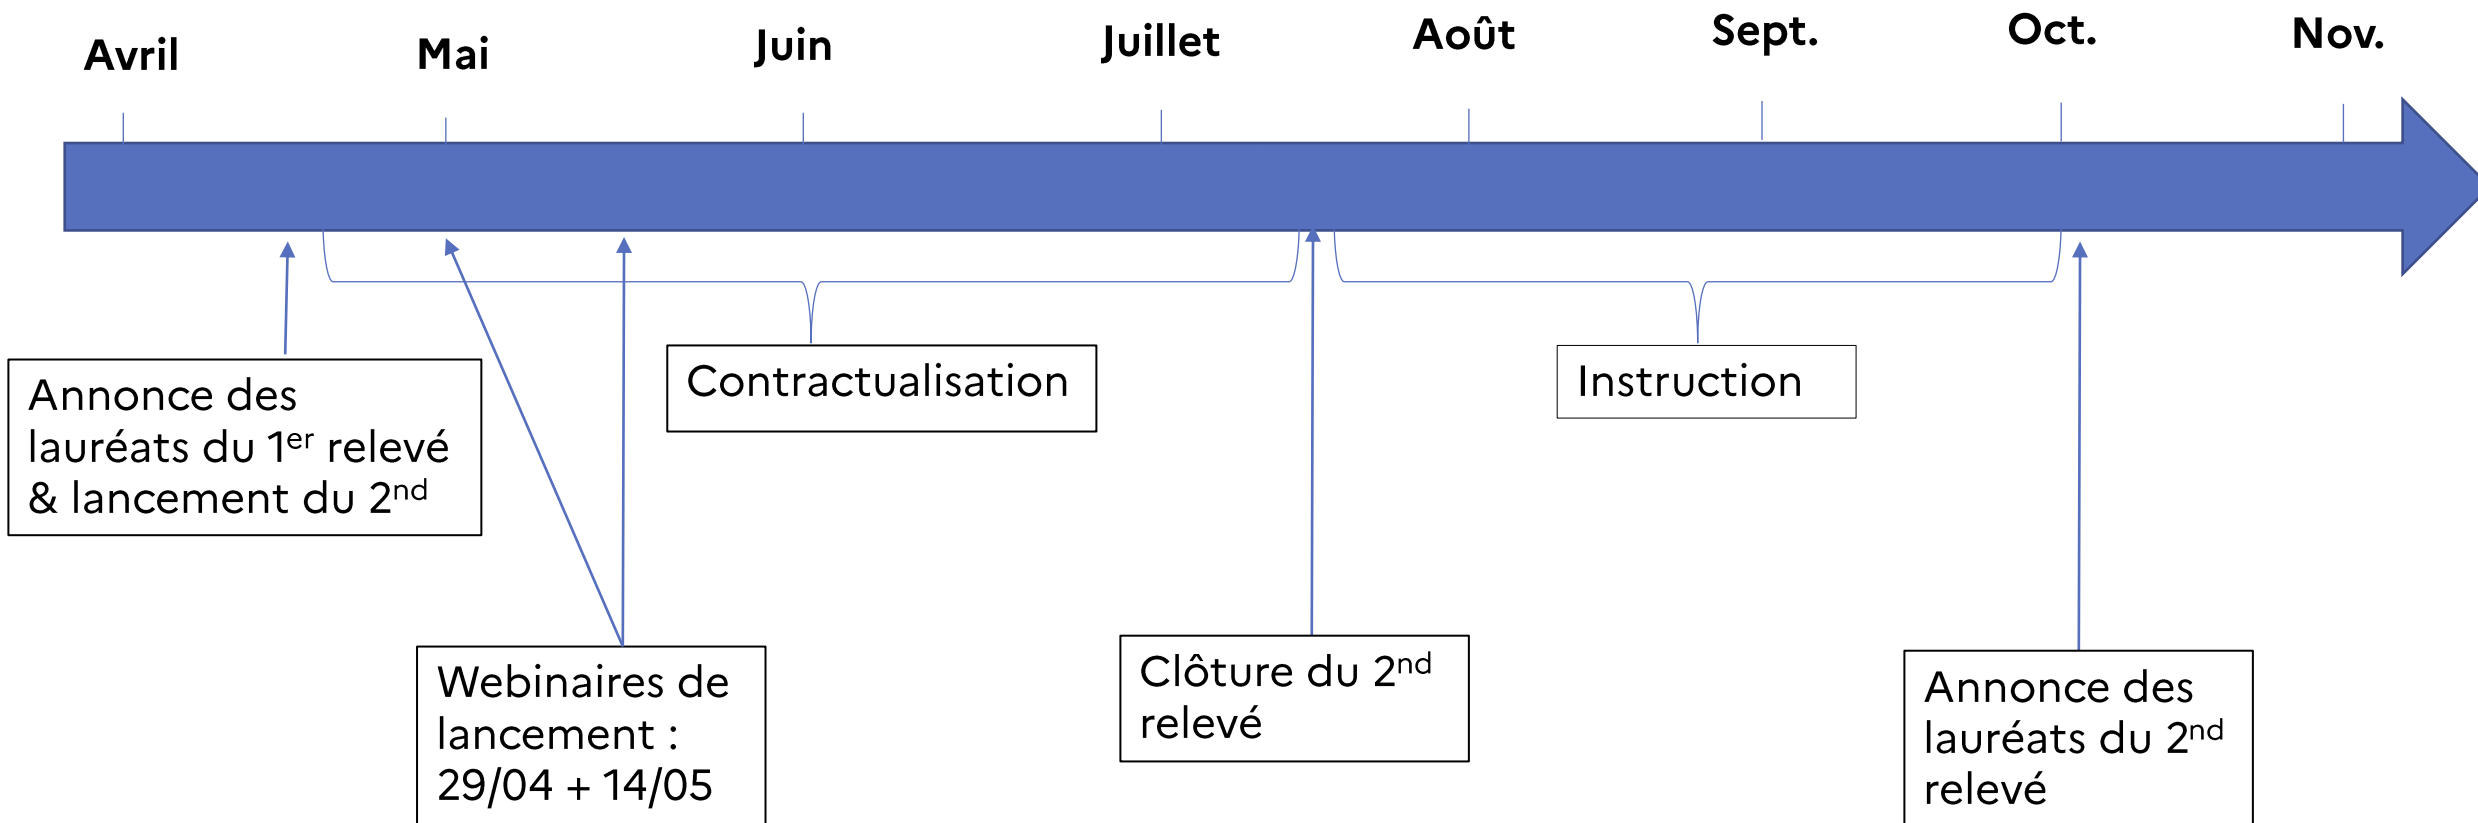 Avril
Mai
Juin
Juillet
Août
Sept.
Oct.
Nov.
Annonce des
lauréats du 1er relevé
& lancement du 2nd
Contractualisation
Instruction
Webinaires de
lancement :
29/04 + 14/05
Clôture du 2nd
relevé
Annonce des
lauréats du 2nd
relevé